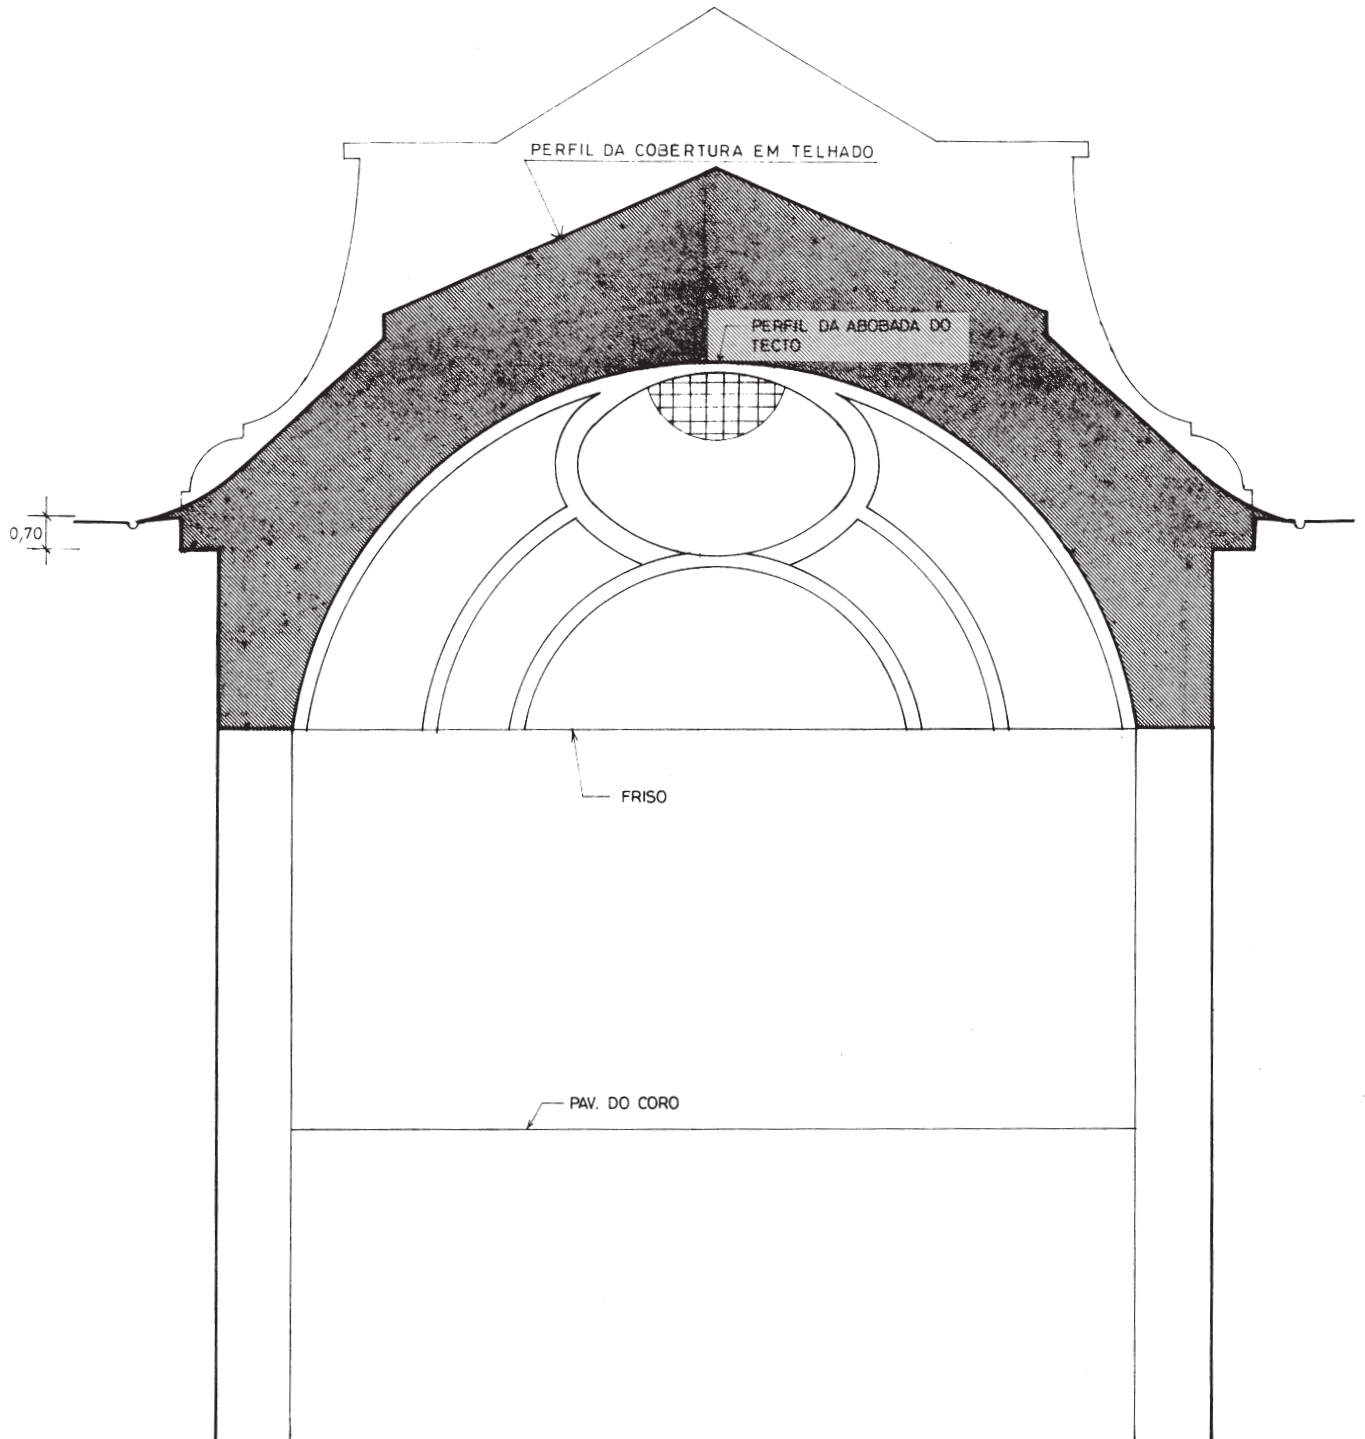 PERFIL DA COBERTURA EM TELHADO
PERFIL DA ABOBADA DO
TECTO
0,70
FRISO
PAV. DO CORO